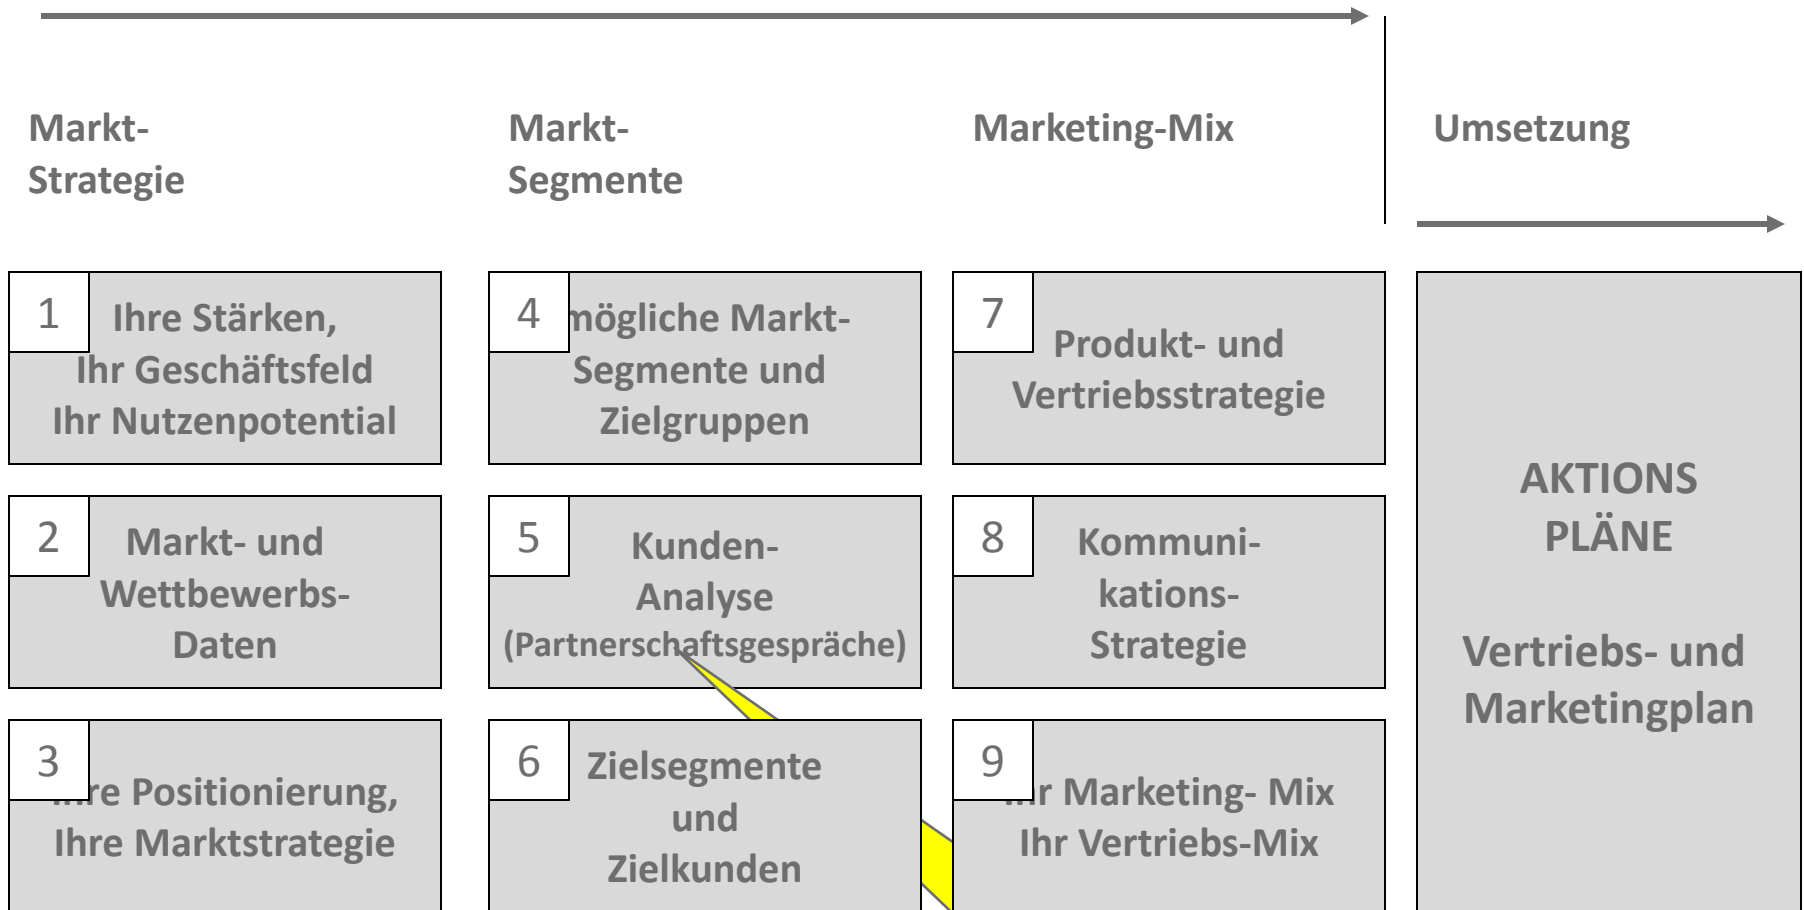 Markt-
Strategie
Markt-
Segmente
Marketing-Mix
Umsetzung
1
Ihre Stärken,
Ihr Geschäftsfeld
Ihr Nutzenpotential
2
Markt- und
Wettbewerbs-
Daten
3
Ihre Positionierung,
Ihre Marktstrategie
4
mögliche Markt-
Segmente und
Zielgruppen
5
Kunden-
Analyse
(Partnerschaftsgespräche)
6
Zielsegmente
und
Zielkunden
7
Produkt- und
Vertriebsstrategie
8
Kommuni-
kations-
Strategie
9
Ihr Marketing- Mix
Ihr Vertriebs-Mix
AKTIONS
PLÄNE
Vertriebs- und
Marketingplan